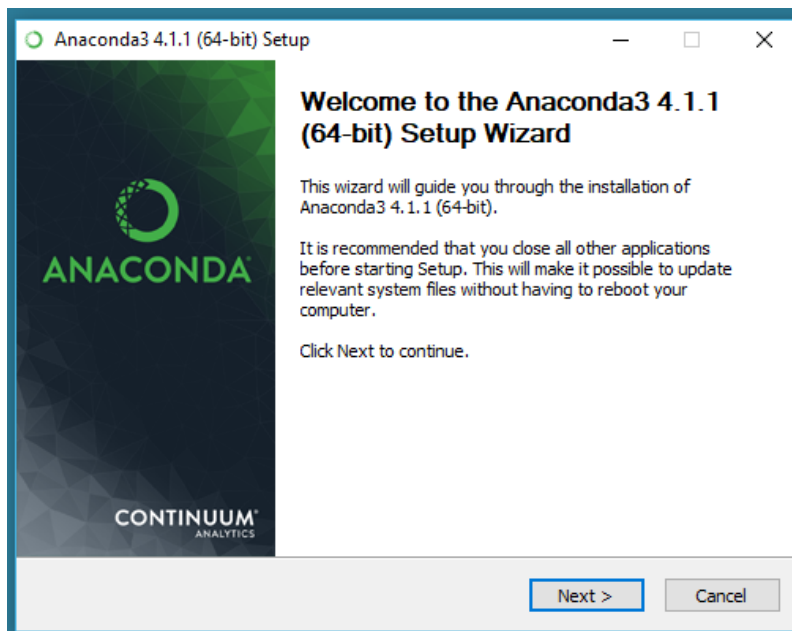 Anaconda3 4.1.1 (64-bit) Setup
Welcome to the Anaconda3 4.1.1
(64-bit) Setup Wizard
This wizard will guide you through the installation of
Anaconda3 4.1.1 (64-bit).
It is recommended that you close all other applications
before starting Setup. This will make it possible to update
relevant system files without having to reboot your
computer.
Click Next to continue.
ANACONDA
CONTINUUM
ANALYTICS
Next >
Cancel